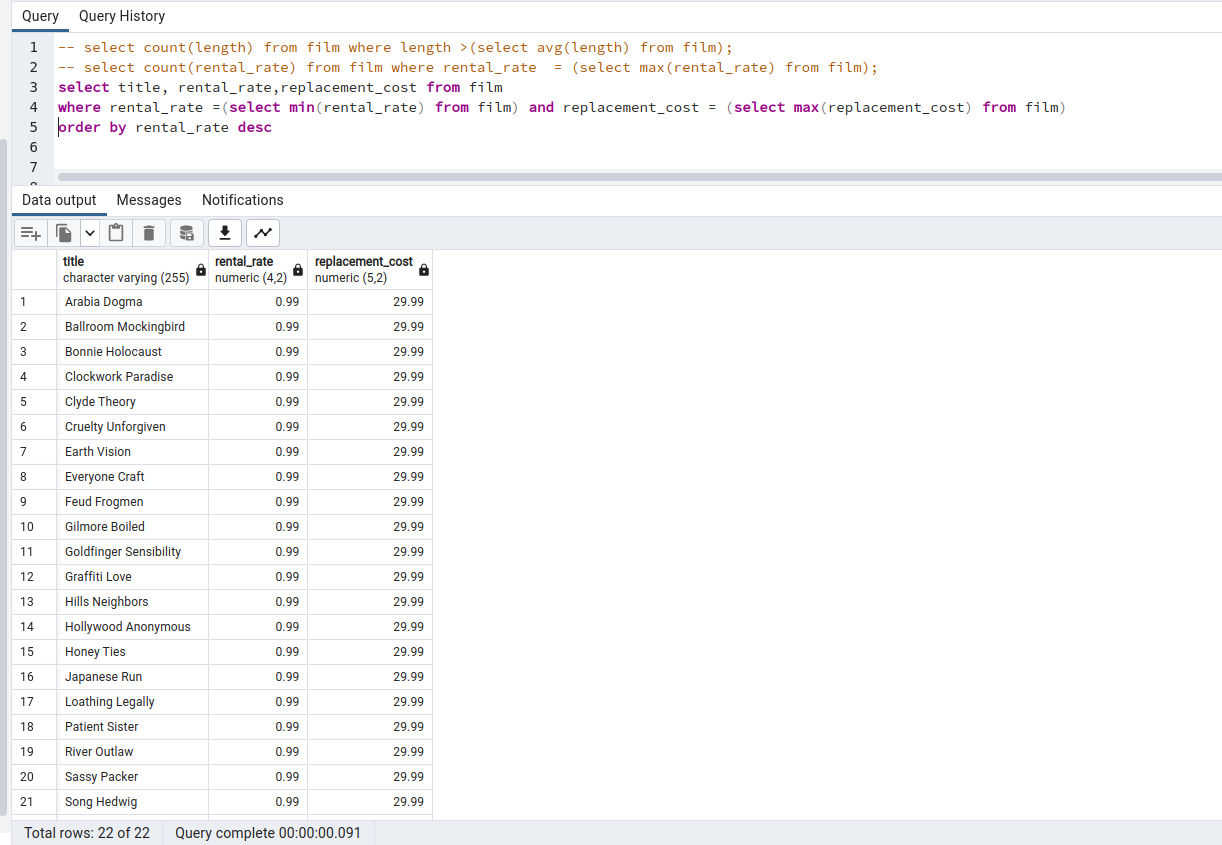 Query Query History
1 -- select count(length) from film where length >(select avg(length) from film);
2 -- select count(rental_rate) from film where rental_rate  = (select max(rental_rate) from film);
3 select title, rental_rate,replacement_cost from film
4 where rental_rate =(select min(rental_rate) from film) and replacement_cost = (select max(replacement_cost) from film)
5 order by rental_rate desc
6
7
Data output Messages Notifications
title rental_rate replacement_cost
character varying (255) numeric (4,2) numeric (5,2)
1 Arabia Dogma 0.99 29.99
2 Ballroom Mockingbird 0.99 29.99
3 Bonnie Holocaust 0.99 29.99
4 Clockwork Paradise 0.99 29.99
5 Clyde Theory 0.99 29.99
6 Cruelty Unforgiven 0.99 29.99
7 Earth Vision 0.99 29.99
8 Everyone Craft 0.99 29.99
9 Feud Frogmen 0.99 29.99
10 Gilmore Boiled 0.99 29.99
11 Goldfinger Sensibility 0.99 29.99
12 Graffiti Love 0.99 29.99
13 Hills Neighbors 0.99 29.99
14 Hollywood Anonymous 0.99 29.99
15 Honey Ties 0.99 29.99
16 Japanese Run 0.99 29.99
17 Loathing Legally 0.99 29.99
18 Patient Sister 0.99 29.99
19 River Outlaw 0.99 29.99
20 Sassy Packer 0.99 29.99
21 Song Hedwig 0.99 29.99
Total rows: 22 of 22 Query complete 00:00:00.091